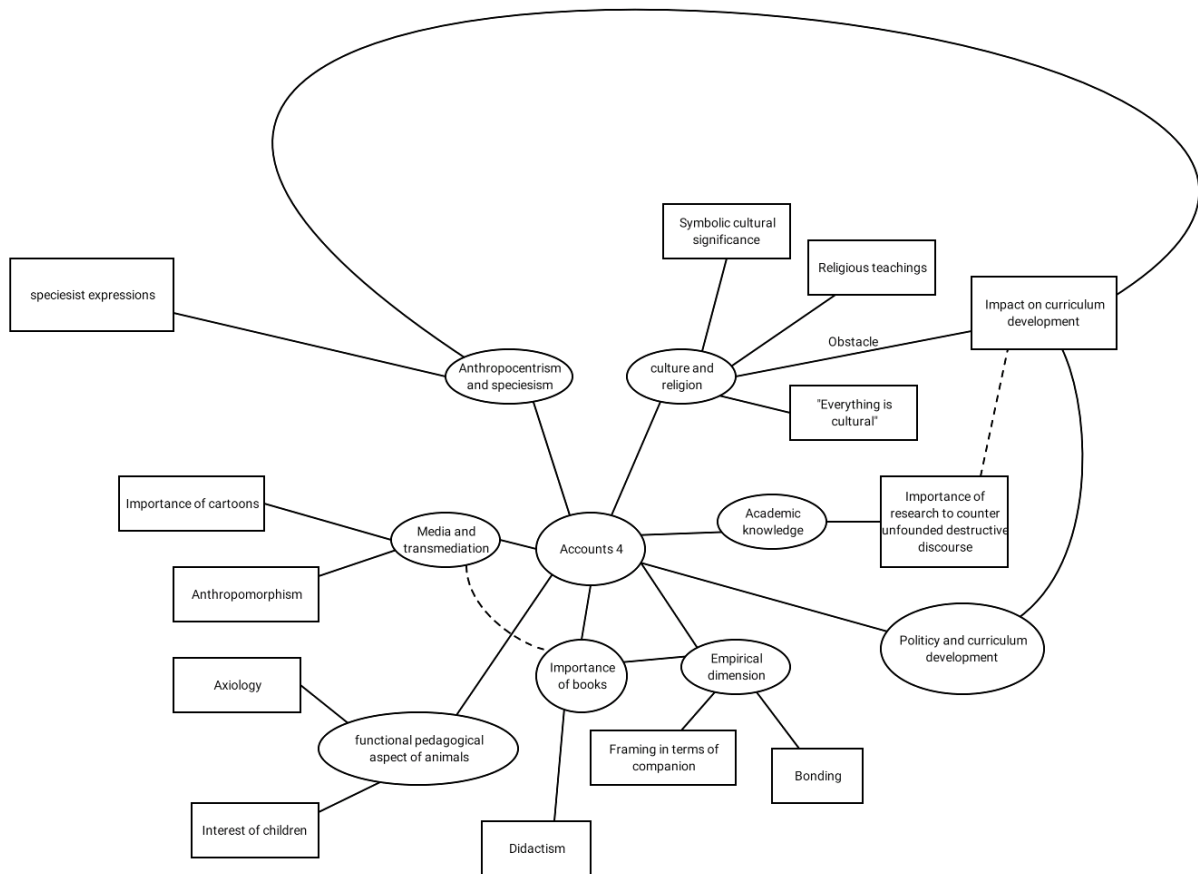 Symbolic cultural
significance
Religious teachings
speciesist expressions
Impact on curriculum
development
Obstacle
Anthropocentrism
and speciesism
culture and
religion
"Everything is
cultural"
Importance of cartoons
Media and
transmediation
Accounts 4
Academic
knowledge
Importance of
research to counter
unfounded destructive
discourse
Anthropomorphism
Politicy and curriculum
development
Importance
of books
Empirical
dimension
Axiology
functional pedagogical
aspect of animals
Framing in terms of
companion
Bonding
Interest of children
Didactism